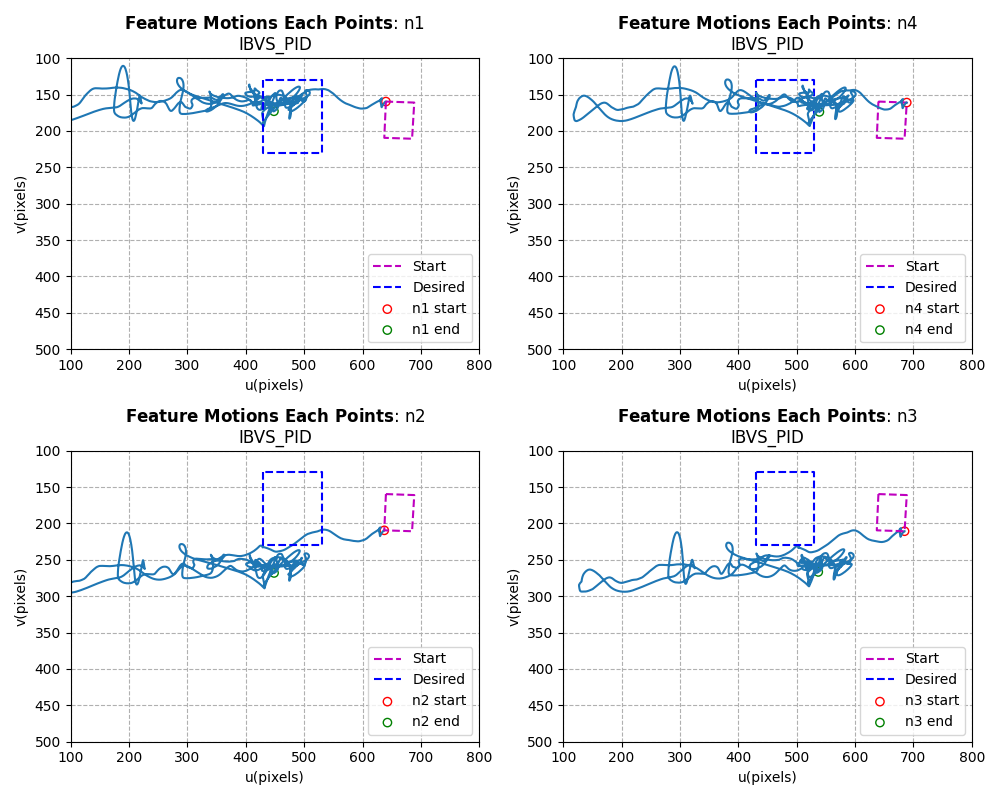 Feature Motions Each Points: n1
IBVS_PID
100
150
200
250
300
350
400
450
500
v(pixels)
Start
Desired
n1 start
n1 end
100 200 300 400 500 600 700 800
u(pixels)
Feature Motions Each Points: n4
IBVS_PID
100
150
200
250
300
350
400
450
500
v(pixels)
Start
Desired
n4 start
n4 end
100 200 300 400 500 600 700 800
u(pixels)
Feature Motions Each Points: n2
IBVS_PID
100
150
200
250
300
350
400
450
500
v(pixels)
Start
Desired
n2 start
n2 end
100 200 300 400 500 600 700 800
u(pixels)
Feature Motions Each Points: n3
IBVS_PID
100
150
200
250
300
350
400
450
500
v(pixels)
Start
Desired
n3 start
n3 end
100 200 300 400 500 600 700 800
u(pixels)